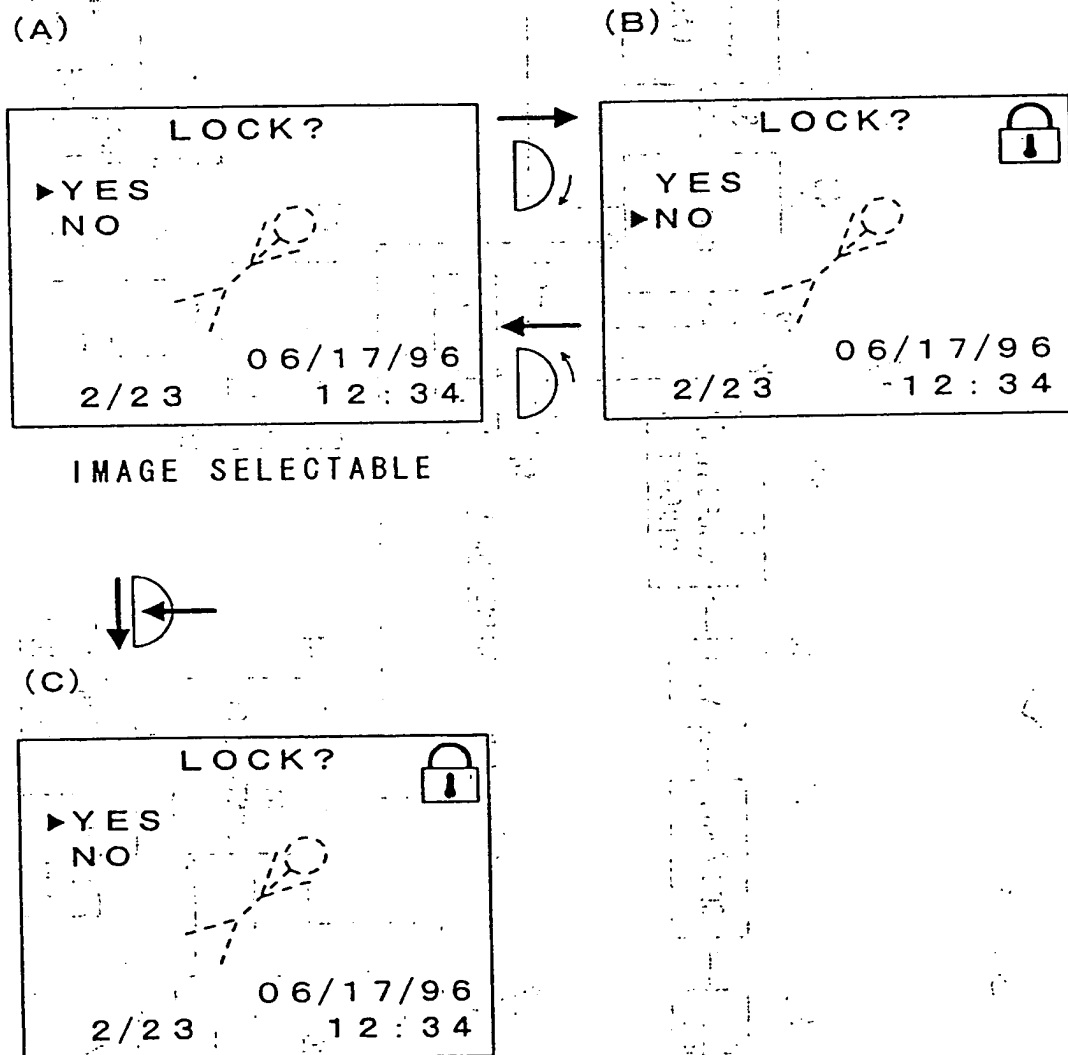 (A)
LOCK?
▶YES
NO
06/17/96
2/23 12:34
IMAGE SELECTABLE
(B)
LOCK?
YES
▶NO
06/17/96
2/23 12:34
(C)
LOCK?
▶YES
NO
06/17/96
2/23 12:34